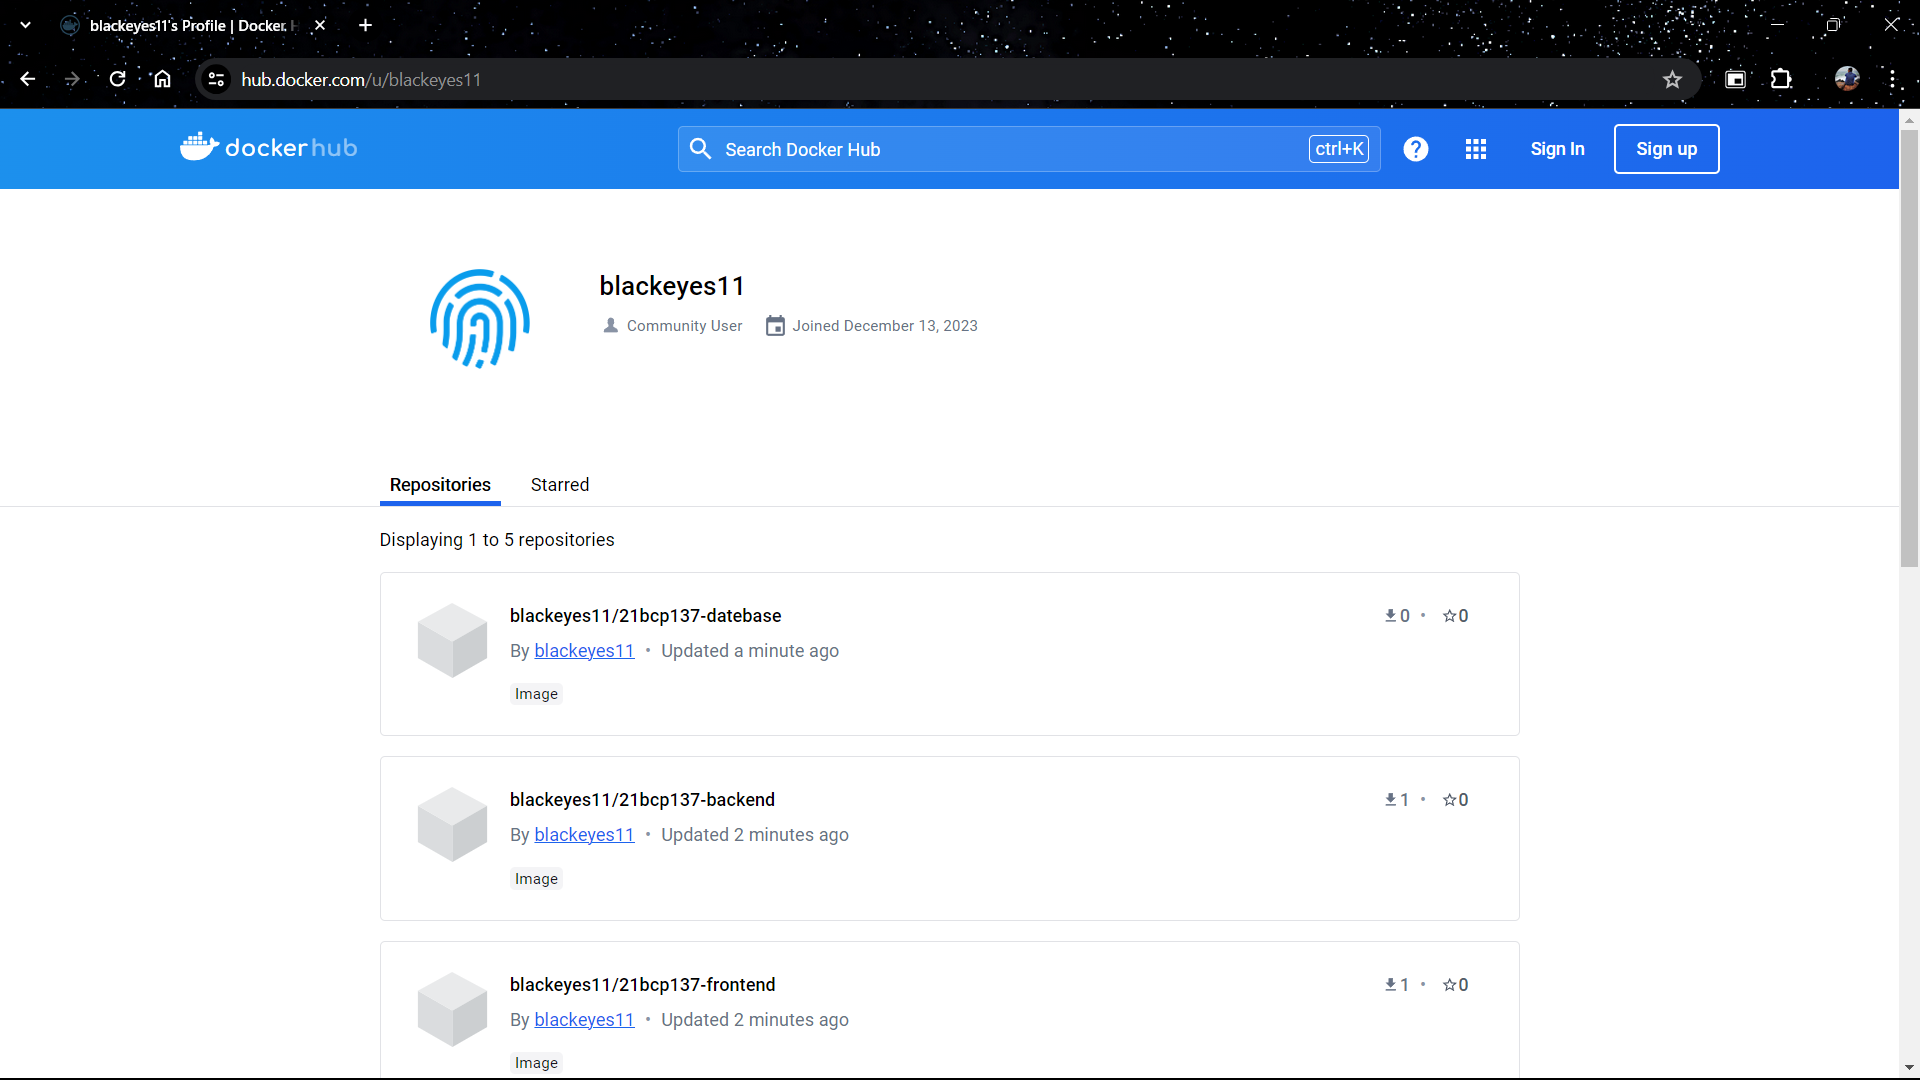 blackeyes11's Profile | Docker H
hub.docker.com/u/blackeyes11
docker hub
Search Docker Hub
ctrl+K
?
Sign In
Sign up
blackeyes11
Community User
Joined December 13, 2023
Repositories
Starred
Displaying 1 to 5 repositories
blackeyes11/21bcp137-datebase
0 • 0
By blackeyes11 • Updated a minute ago
Image
blackeyes11/21bcp137-backend
1 • 0
By blackeyes11 • Updated 2 minutes ago
Image
blackeyes11/21bcp137-frontend
1 • 0
By blackeyes11 • Updated 2 minutes ago
Image